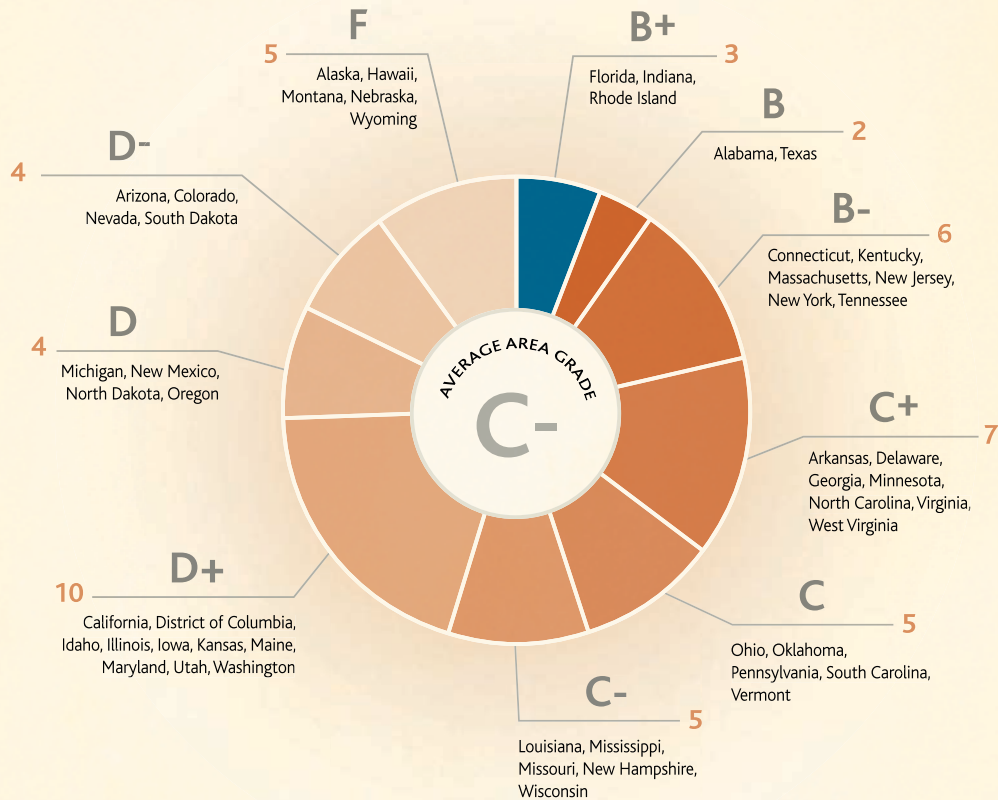 B+
3
Florida, Indiana,
Rhode Island
B
2
Alabama, Texas
B-
6
Connecticut, Kentucky,
Massachusetts, New Jersey,
New York, Tennessee
C+
7
Arkansas, Delaware,
Georgia, Minnesota,
North Carolina, Virginia,
West Virginia
C
5
Ohio, Oklahoma,
Pennsylvania, South Carolina,
Vermont
C-
5
Louisiana, Mississippi,
Missouri, New Hampshire,
Wisconsin
D+
10
California, District of Columbia,
Idaho, Illinois, Iowa, Kansas, Maine,
Maryland, Utah, Washington
D
4
Michigan, New Mexico,
North Dakota, Oregon
D-
4
Arizona, Colorado,
Nevada, South Dakota
F
5
Alaska, Hawaii,
Montana, Nebraska,
Wyoming
AVERAGE AREA GRADE
C-